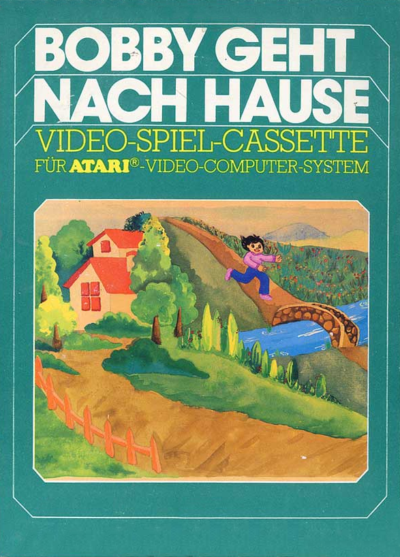 BOBBY GEHT
NACH HAUSE
VIDEO-SPIEL-CASSETTE
FÜR ATARI®-VIDEO-COMPUTER-SYSTEM